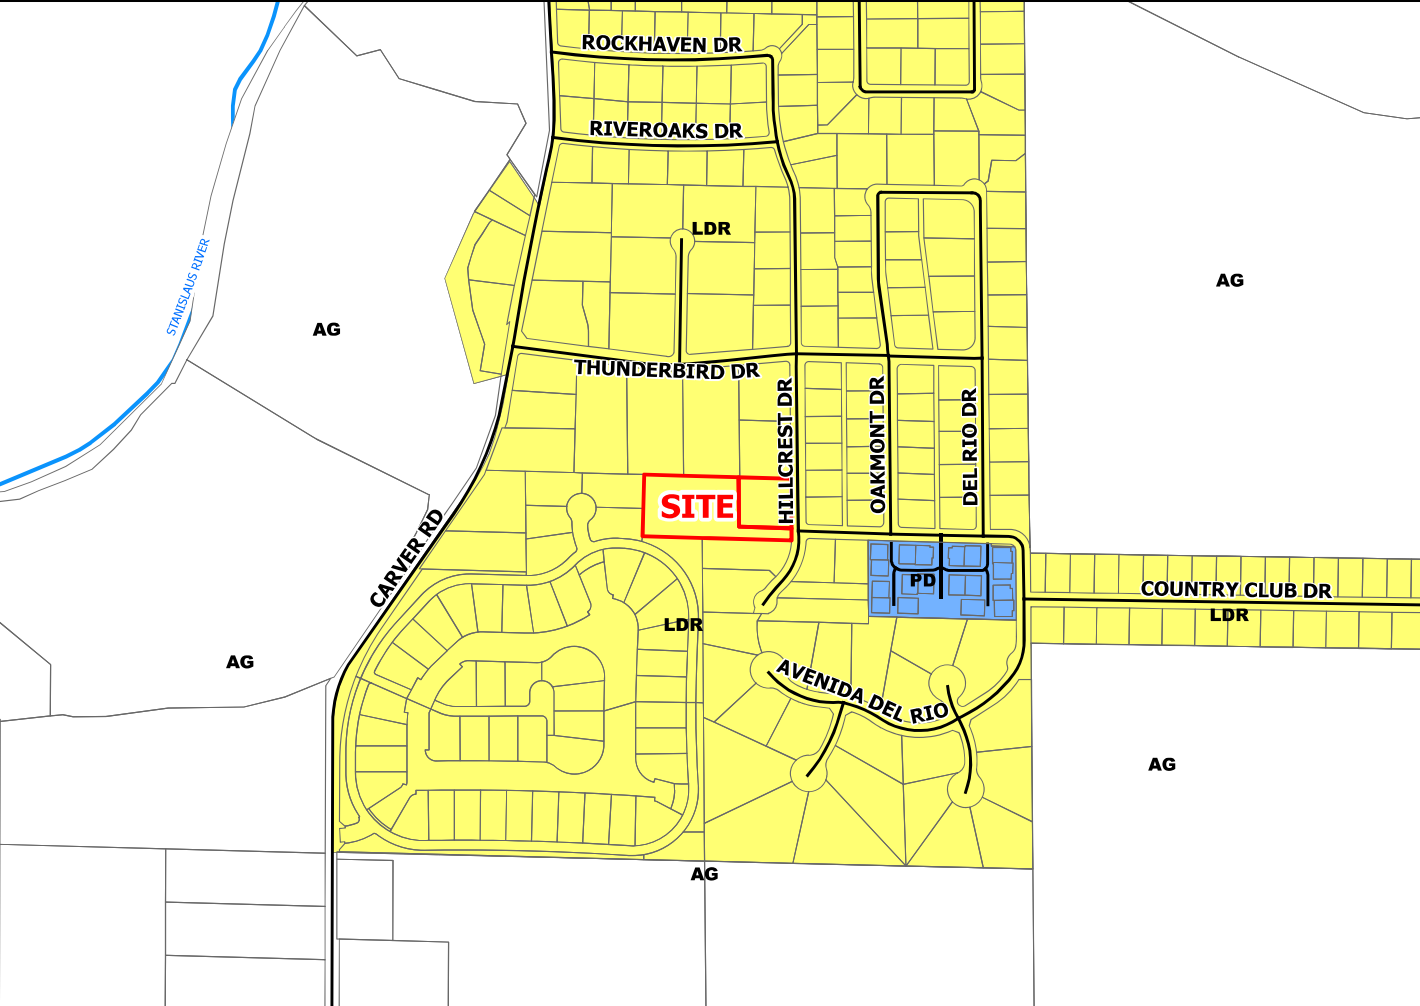 ROCKHAVEN DR
RIVEROAKS DR
LDR
STANISLAUS RIVER
AG
AG
THUNDERBIRD DR
HILLCREST DR
OAKMONT DR
DEL RIO DR
SITE
CARVER RD
PD
COUNTRY CLUB DR
LDR
LDR
AG
AVENIDA DEL RIO
AG
AG